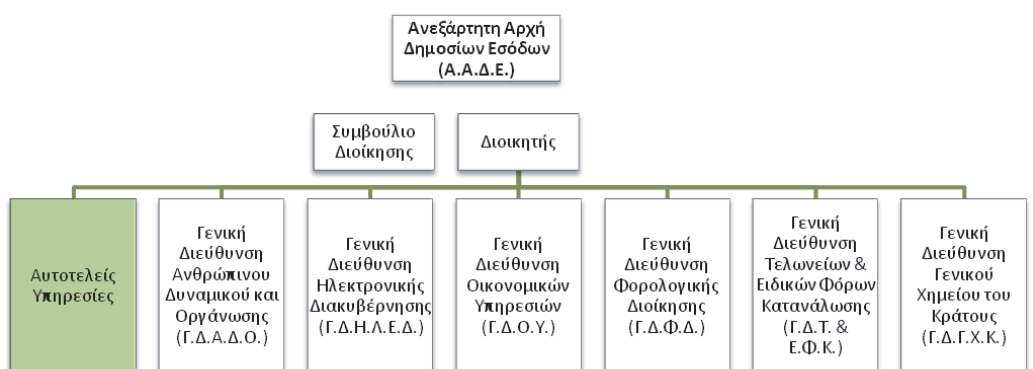 Ανεξάρτητη Αρχή
Δημοσίων Εσόδων
(Α.Α.Δ.Ε.)
Συμβούλιο
Διοίκησης
Διοικητής
Αυτοτελείς
Υπηρεσίες
Γενική
Διεύθυνση
Ανθρώπινου
Δυναμικού και
Οργάνωσης
(Γ.Δ.Α.Δ.Ο.)
Γενική
Διεύθυνση
Ηλεκτρονικής
Διακυβέρνησης
(Γ.Δ.Η.Λ.Ε.Δ.)
Γενική
Διεύθυνση
Οικονομικών
Υπηρεσιών
(Γ.Δ.Ο.Υ.)
Γενική
Διεύθυνση
Φορολογικής
Διοίκησης
(Γ.Δ.Φ.Δ.)
Γενική
Διεύθυνση
Τελωνείων &
Ειδικών Φόρων
Κατανάλωσης
(Γ.Δ.Τ. &
Ε.Φ.Κ.)
Γενική
Διεύθυνση
Γενικού
Χημείου του
Κράτους
(Γ.Δ.Γ.Χ.Κ.)